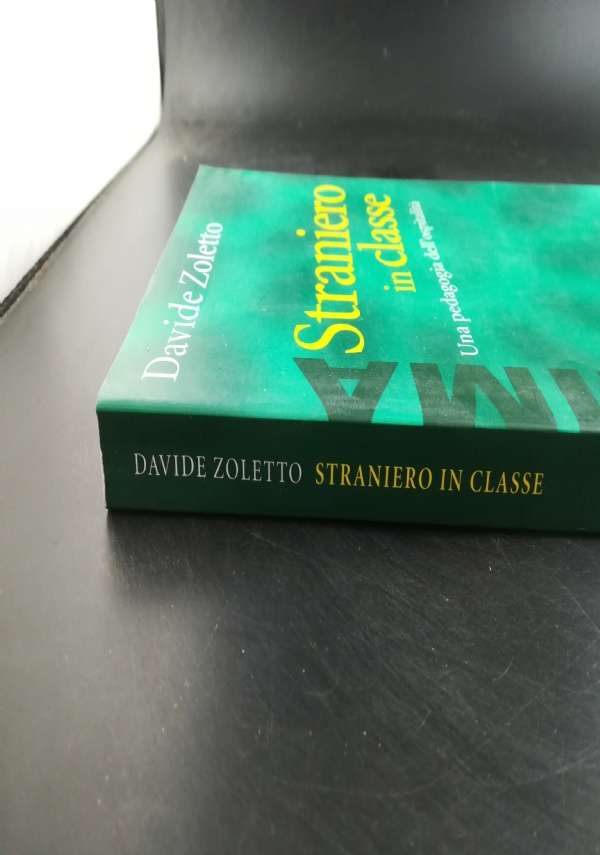 Davide Zoletto
Straniero
in classe
Una pedagogia dell'ospitalità
DAVIDE ZOLETTO STRANIERO IN CLASSE